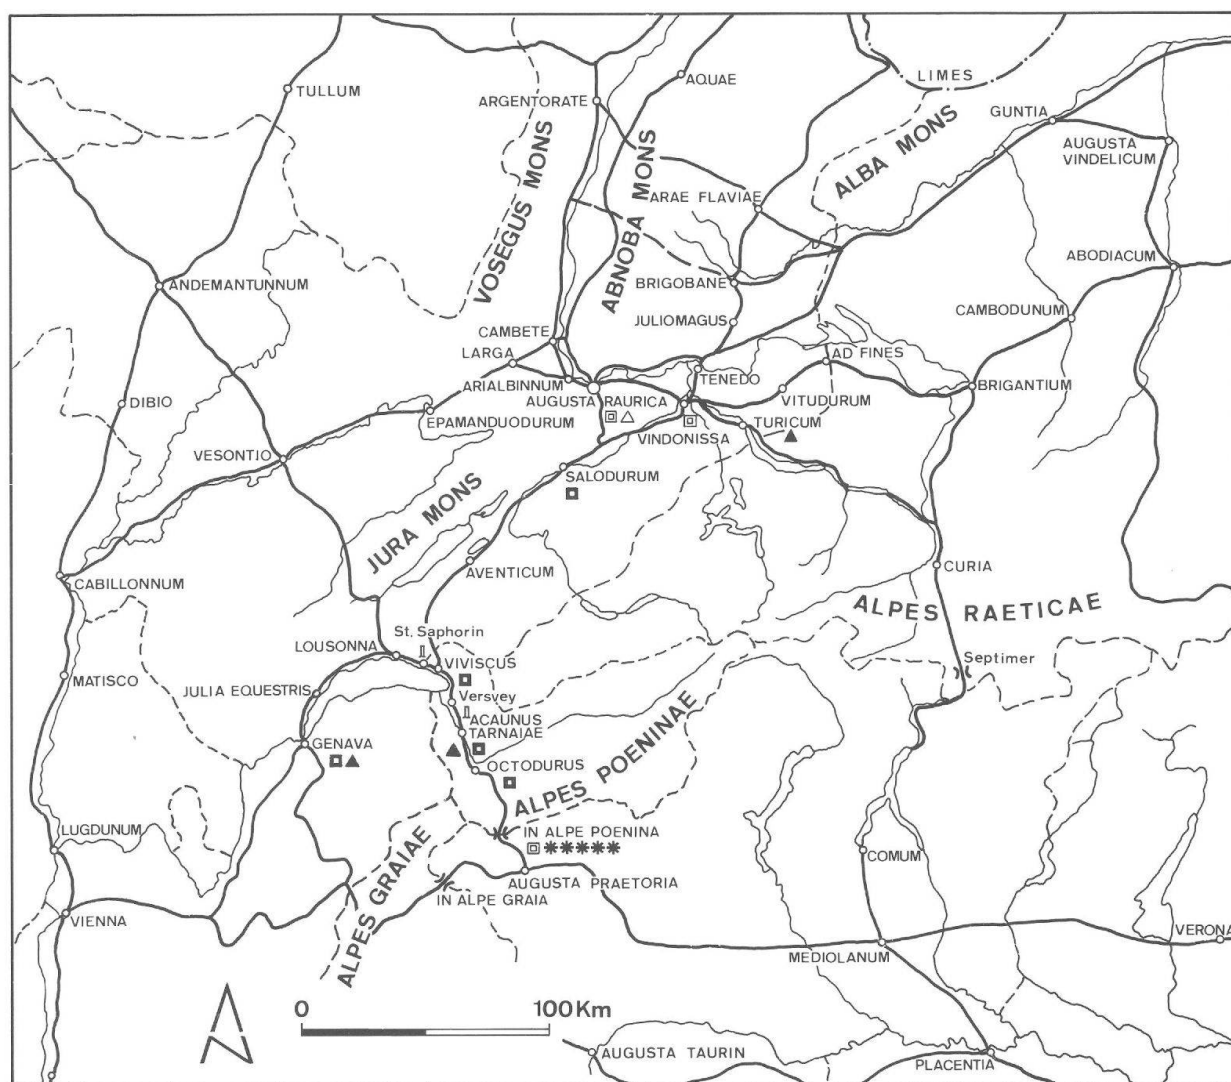 LIMES
AQUAE
TULLUM
ARGENTORATE
GUNTIA
AUGUSTA
VINDELICUM
VOSEGUS MONS
ABNOBA MONS
ALBA MONS
ARAE FLAVIAE
ABODIACUM
ANDEMANTUNNUM
BRIGOBANE
CAMBODUNUM
JULIOMAGUS
CAMBETE
LARGA
AD FINES
ARIALBINNUM
TENEDO
BRIGANTIUM
DIBIO
AUGUSTA RAURICA
VITUDURUM
EPAMANDUODURUM
VINDONISSA
TURICUM
VESONTIO
SALODURUM
JURA MONS
AVENTICUM
CURIA
CABILLONNUM
ALPES RAETICAE
St. Saphorin
LOUSONNA
VIVISCUS
Septimer
MATISCO
JULIA EQUESTRIS
Versvey
ACAUNUS
TARNAIAE
GENAVA
OCTODURUS
ALPES POENINAE
LUGDUNUM
IN ALPE POENINA
*****
COMUM
ALPES GRAIAE
AUGUSTA PRAETORIA
IN ALPE GRAIA
VIENNA
VERONA
MEDIOLANUM
0 100Km
N
AUGUSTA TAURIN
PLACENTIA